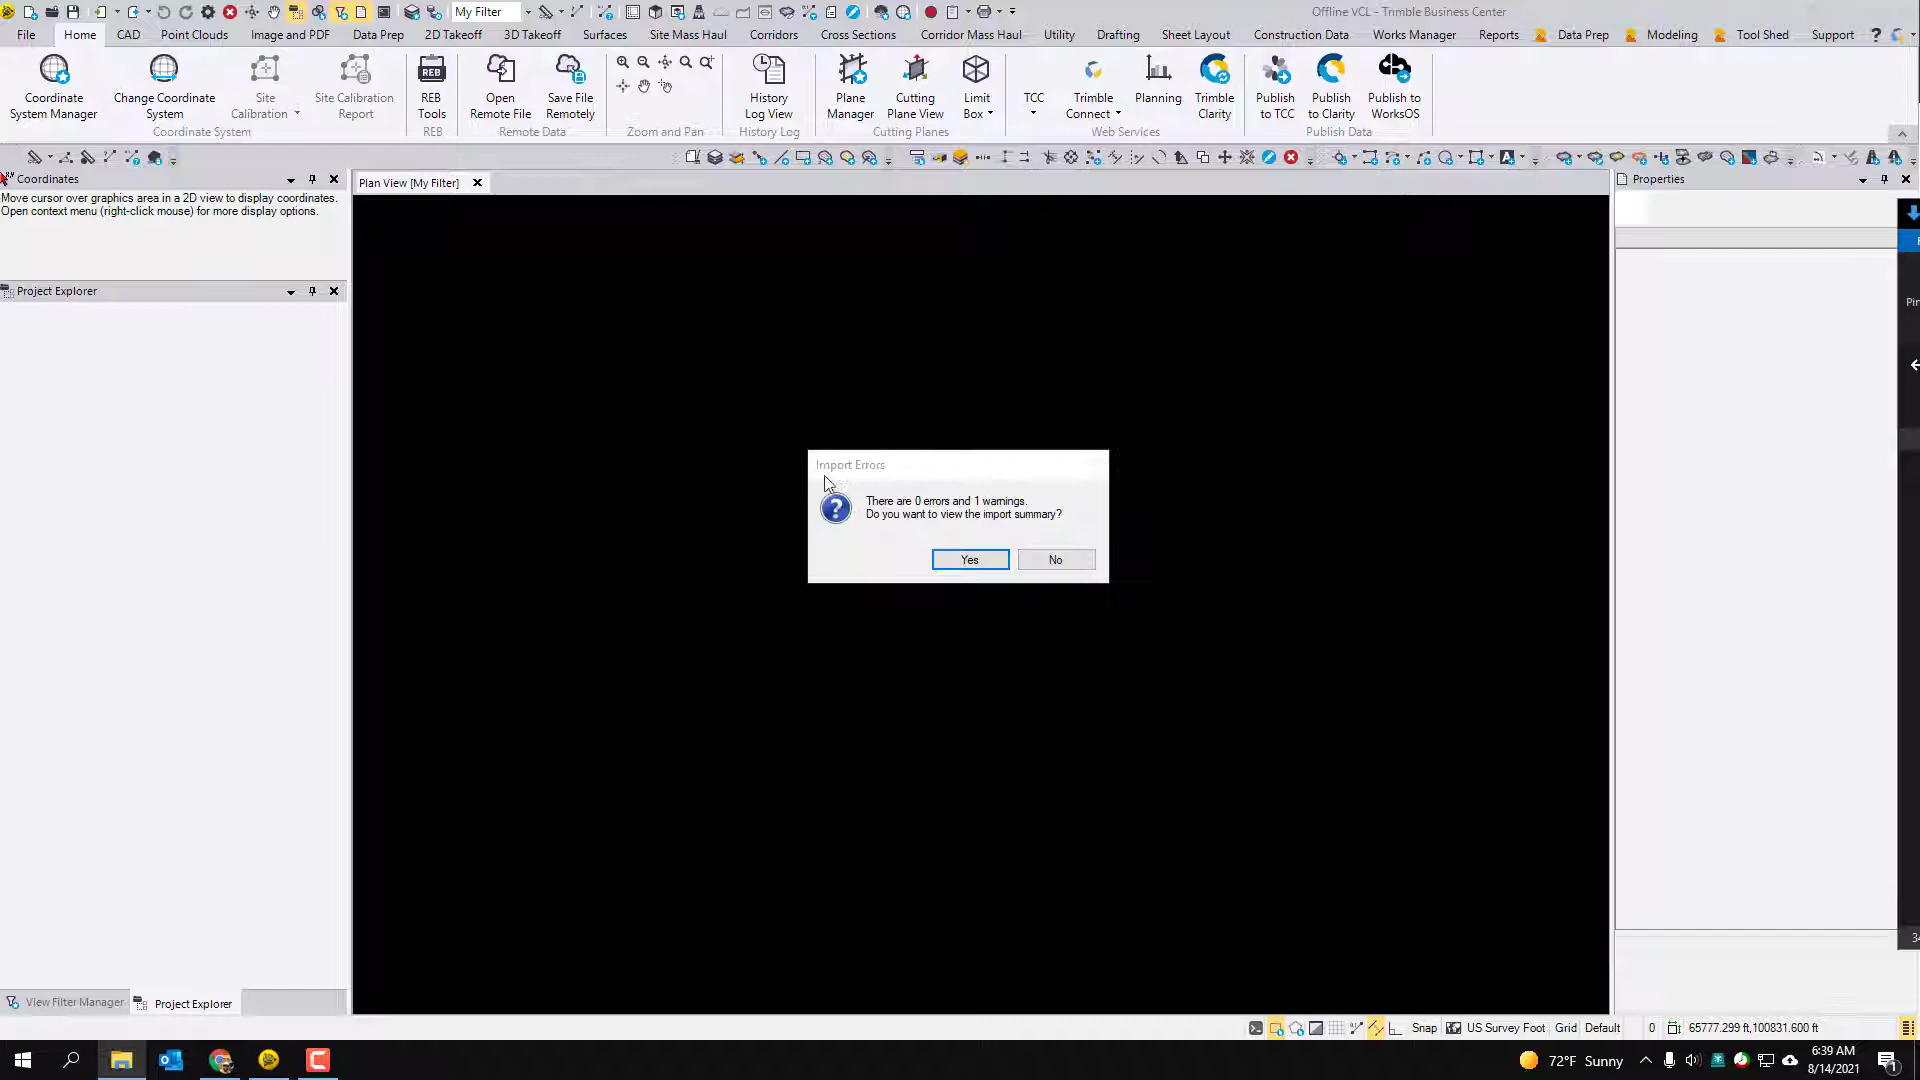 My Filter
Offline VCL - Trimble Business Center
File Home CAD Point Clouds Image and PDF Data Prep 2D Takeoff 3D Takeoff Surfaces Site Mass Haul Corridors Cross Sections Corridor Mass Haul Utility Drafting Sheet Layout Construction Data Works Manager Reports Data Prep Modeling Tool Shed Support ?
REB
Coordinate System Manager
Change Coordinate System
Site Calibration
Site Calibration Report
REB Tools
Open Remote File
Save File Remotely
History Log View
Plane Manager
Cutting Plane View
Limit Box
TCC
Trimble Connect
Planning
Trimble Clarity
Publish to TCC
Publish to Clarity
Publish to WorksOS
Coordinate System REB Remote Data Zoom and Pan History Log Cutting Planes Web Services Publish Data
Coordinates
Move cursor over graphics area in a 2D view to display coordinates.
Open context menu (right-click mouse) for more display options.
Project Explorer
Plan View [My Filter]
Properties
Import Errors
There are 0 errors and 1 warnings.
Do you want to view the import summary?
Yes No
View Filter Manager Project Explorer
Snap US Survey Foot Grid Default 0 65777.299 ft,100831.600 ft
72°F Sunny
6:39 AM
8/14/2021
1